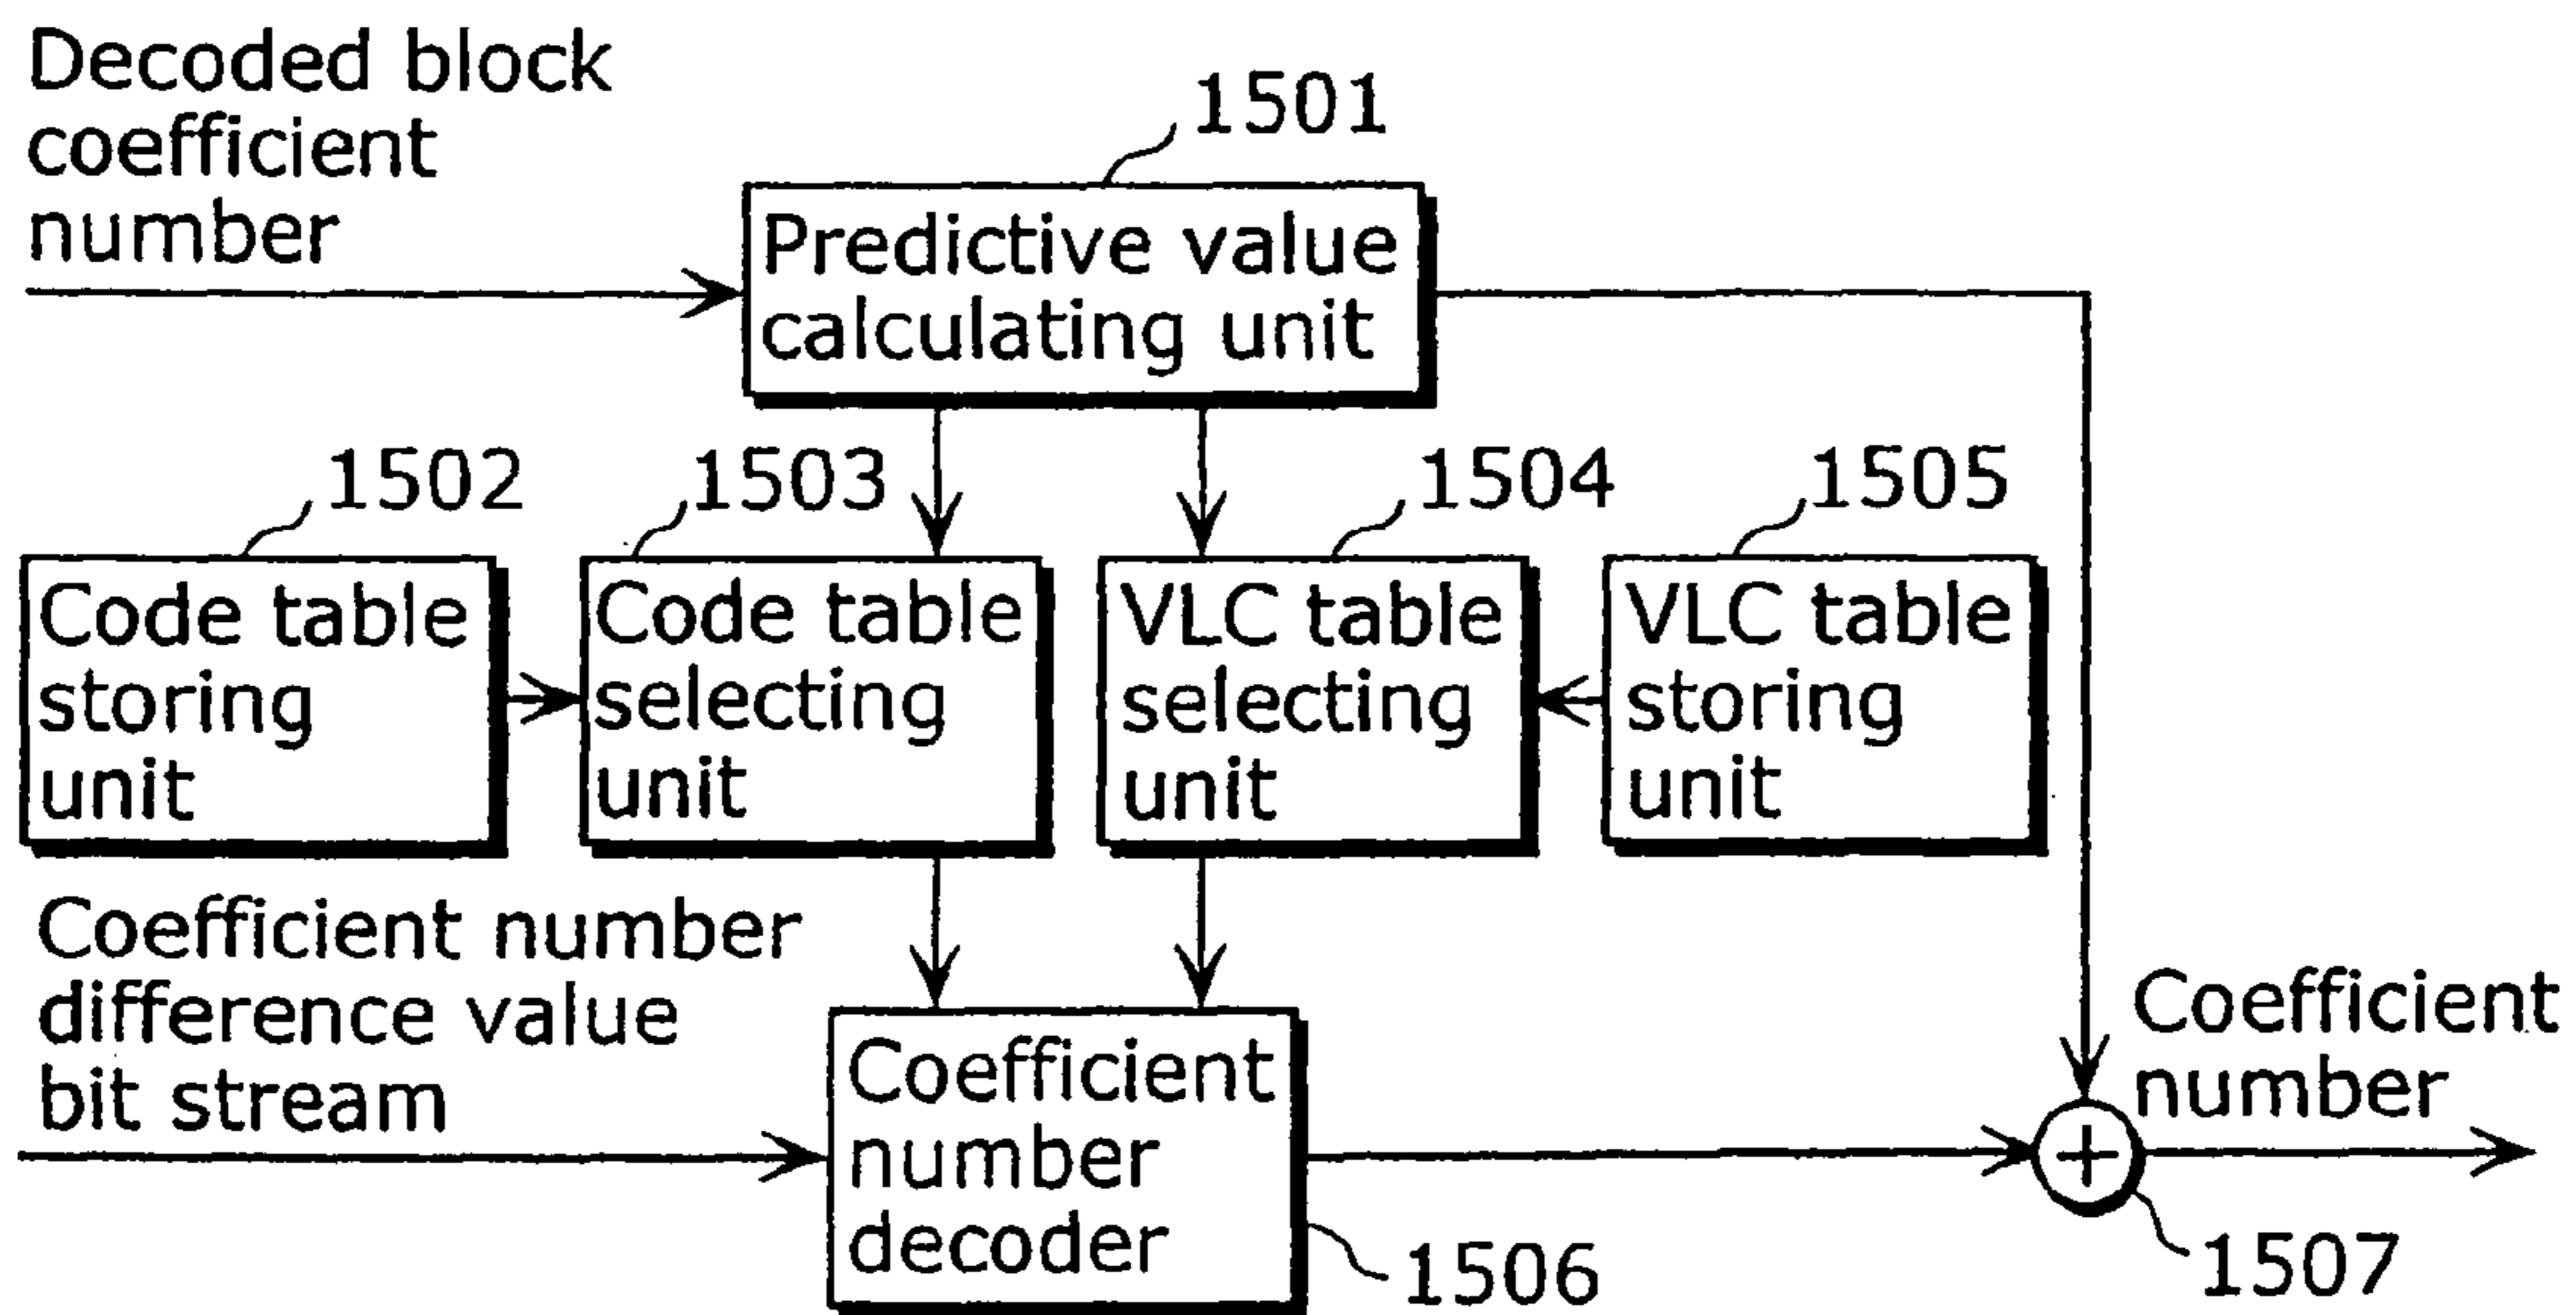 Decoded block
coefficient
number
1501
Predictive value
calculating unit
1502
1503
1504
1505
Code table
storing
unit
Code table
selecting
unit
VLC table
selecting
unit
VLC table
storing
unit
Coefficient number
difference value
bit stream
Coefficient
number
decoder
1506
Coefficient
number
+
1507